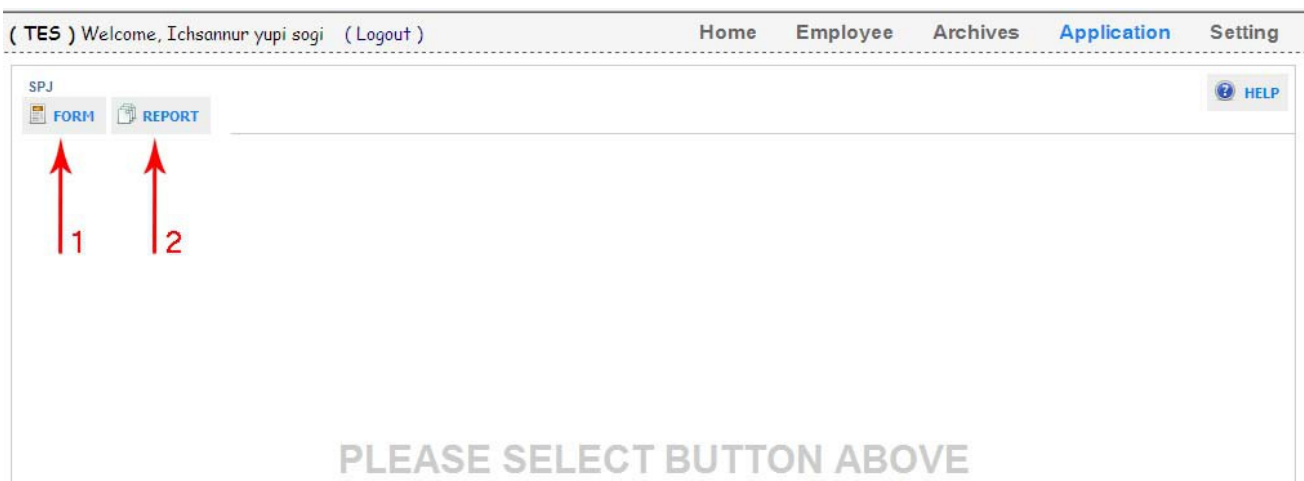 ( TES ) Welcome, Ichsannur yupi sogi ( Logout ) Home Employee Archives Application Setting
SPJ
FORM REPORT HELP
1 2
PLEASE SELECT BUTTON ABOVE